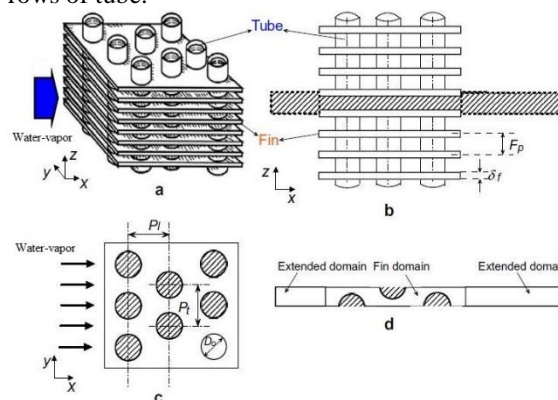 rows of tube.
Tube
Water-vapor
Fin
z
y
x
a
F_p
δ_f
z
x
b
P_l
Water-vapor
P_t
D_o
y
x
c
Extended domain Fin domain Extended doma
d